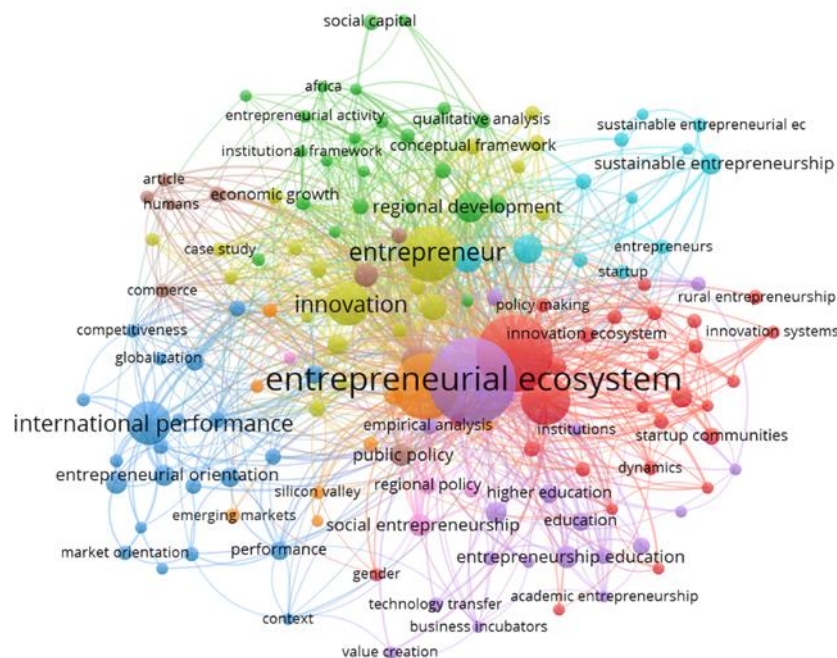 social capital
africa
entrepreneurial activity
qualitative analysis
sustainable entrepreneurial ec
institutional framework
conceptual framework
sustainable entrepreneurship
article
economic growth
humans
regional development
case study
entrepreneur
entrepreneurs
startup
commerce
innovation
policy making
rural entrepreneurship
competitiveness
innovation ecosystem
innovation systems
globalization
entrepreneurial ecosystem
international performance
empirical analysis
institutions
startup communities
public policy
entrepreneurial orientation
dynamics
silicon valley
regional policy
higher education
emerging markets
social entrepreneurship
education
market orientation
performance
entrepreneurship education
gender
technology transfer
academic entrepreneurship
context
business incubators
value creation